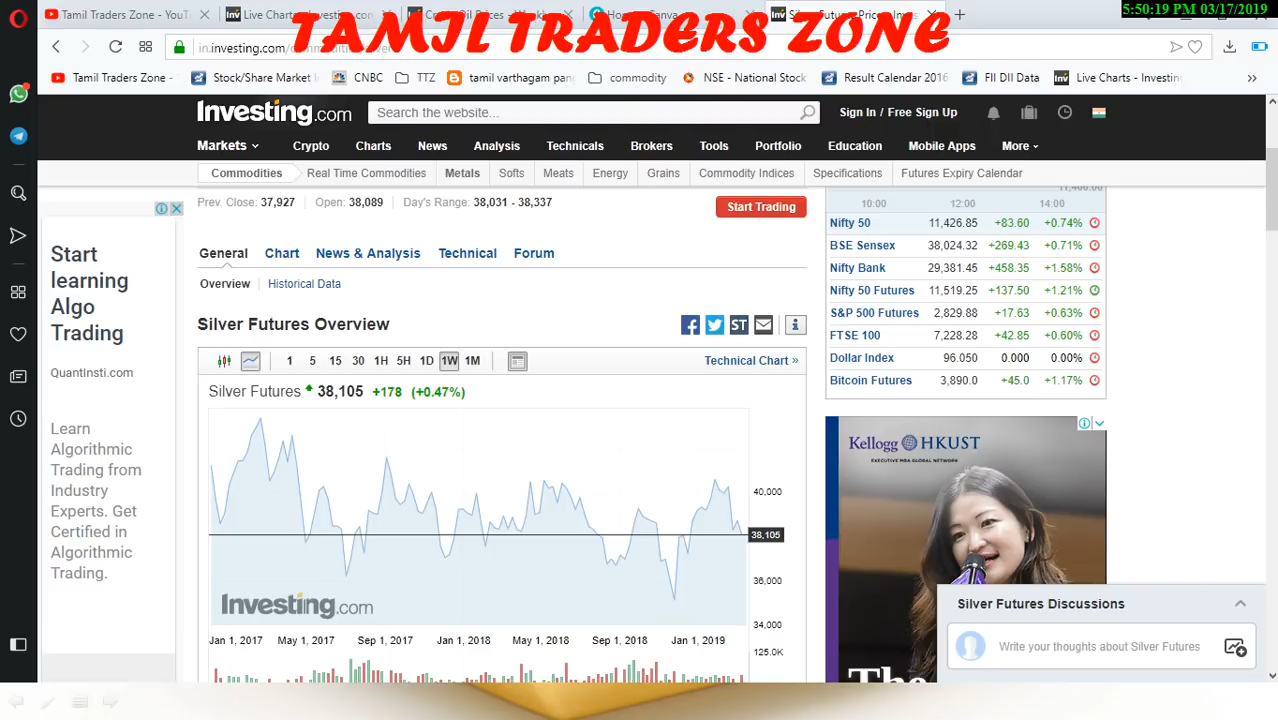 5:50:19 PM 03/17/2019
Tamil Traders Zone - YouT
Live Chart
Investing.com
TAMIL TRADERS ZONE
in.investing.com/
Tamil Traders Zone -
Stock/Share Market I
CNBC
TTZ
tamil varthagam pan
commodity
NSE - National Stock
Result Calendar 2016
FII DII Data
Live Charts - Investin
Investing.com
Search the website...
Sign In / Free Sign Up
Markets
Crypto
Charts
News
Analysis
Technicals
Brokers
Tools
Portfolio
Education
Mobile Apps
More
Commodities
Real Time Commodities
Metals
Softs
Meats
Energy
Grains
Commodity Indices
Specifications
Futures Expiry Calendar
Prev. Close: 37,927
Open: 38,089
Day's Range: 38,031 - 38,337
Start Trading
General
Chart
News & Analysis
Technical
Forum
Overview
Historical Data
Silver Futures Overview
ST
1
5
15
30
1H
5H
1D
1W
1M
Technical Chart »
Silver Futures 38,105 +178 (+0.47%)
40,000
38,105
36,000
34,000
125.0K
Investing.com
Jan 1, 2017
May 1, 2017
Sep 1, 2017
Jan 1, 2018
May 1, 2018
Sep 1, 2018
Jan 1, 2019
Start
learning
Algo
Trading
QuantInsti.com
Learn
Algorithmic
Trading from
Industry
Experts. Get
Certified in
Algorithmic
Trading.
10:00
12:00
14:00
Nifty 50 11,426.85 +83.60 +0.74%
BSE Sensex 38,024.32 +269.43 +0.71%
Nifty Bank 29,381.45 +458.35 +1.58%
Nifty 50 Futures 11,519.25 +137.50 +1.21%
S&P 500 Futures 2,829.88 +17.63 +0.63%
FTSE 100 7,228.28 +42.85 +0.60%
Dollar Index 96.050 0.000 0.00%
Bitcoin Futures 3,890.0 +45.0 +1.17%
Kellogg HKUST
EXECUTIVE MBA GLOBAL NETWORK
The
Silver Futures Discussions
Write your thoughts about Silver Futures